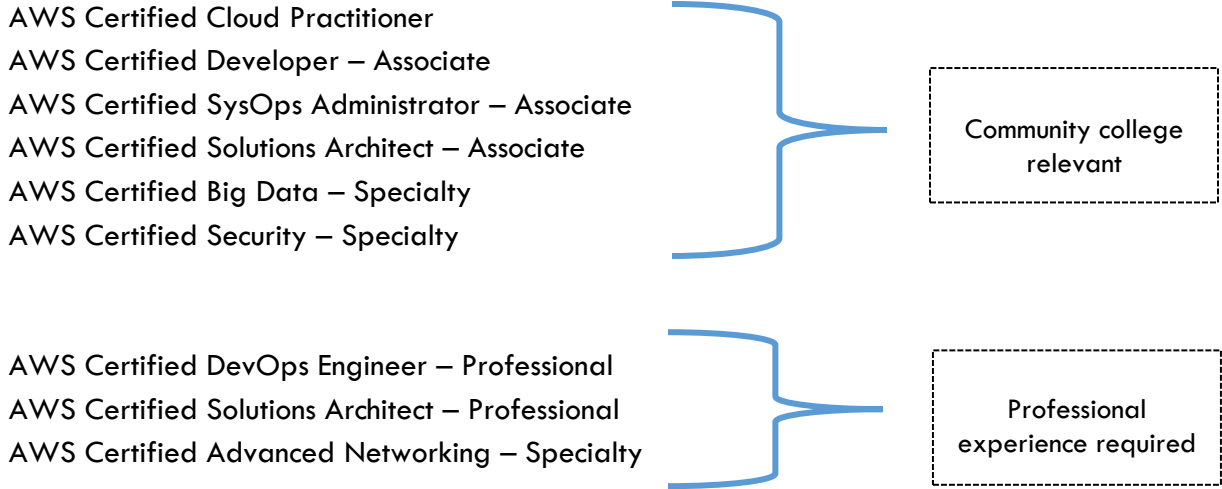 AWS Certified Cloud Practitioner
AWS Certified Developer – Associate
AWS Certified SysOps Administrator – Associate
AWS Certified Solutions Architect – Associate
AWS Certified Big Data – Specialty
AWS Certified Security – Specialty
Community college
relevant
AWS Certified DevOps Engineer – Professional
AWS Certified Solutions Architect – Professional
AWS Certified Advanced Networking – Specialty
Professional
experience required